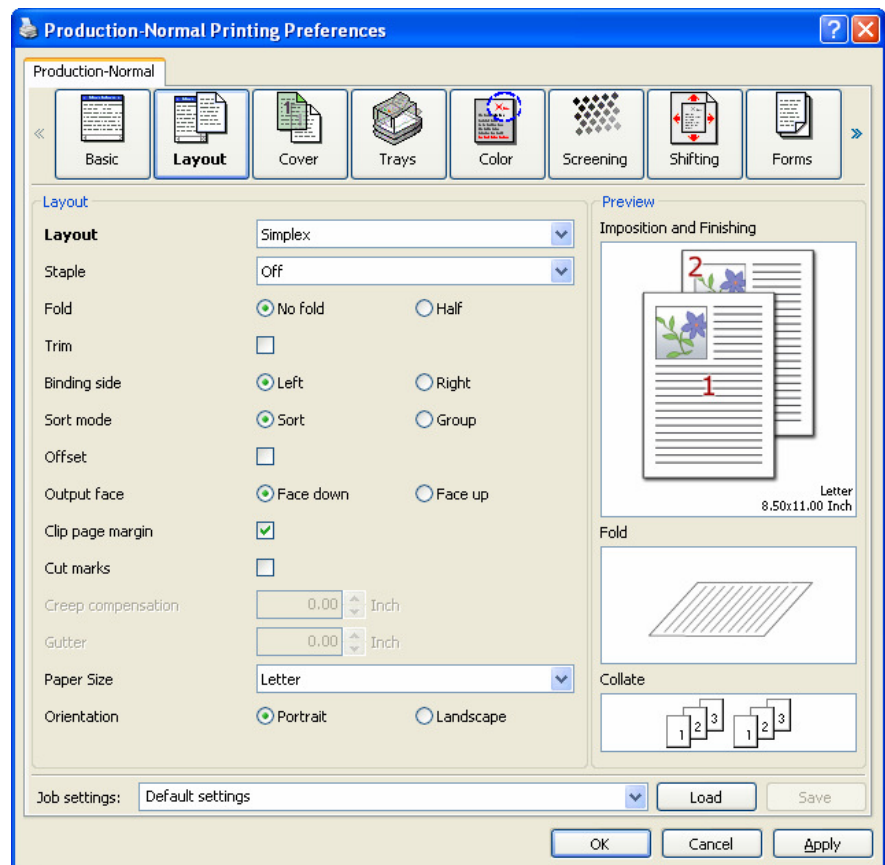 Production-Normal Printing Preferences
Production-Normal
Basic
Layout
Cover
Trays
Color
Screening
Shifting
Forms
Layout
Layout Simplex
Staple Off
Fold No fold Half
Trim
Binding side Left Right
Sort mode Sort Group
Offset
Output face Face down Face up
Clip page margin
Cut marks
Creep compensation 0.00 Inch
Gutter 0.00 Inch
Paper Size Letter
Orientation Portrait Landscape
Preview
Imposition and Finishing
2
1
Letter
8.50x11.00 Inch
Fold
Collate
1 2 3 1 2 3
Job settings: Default settings Load Save
OK Cancel Apply